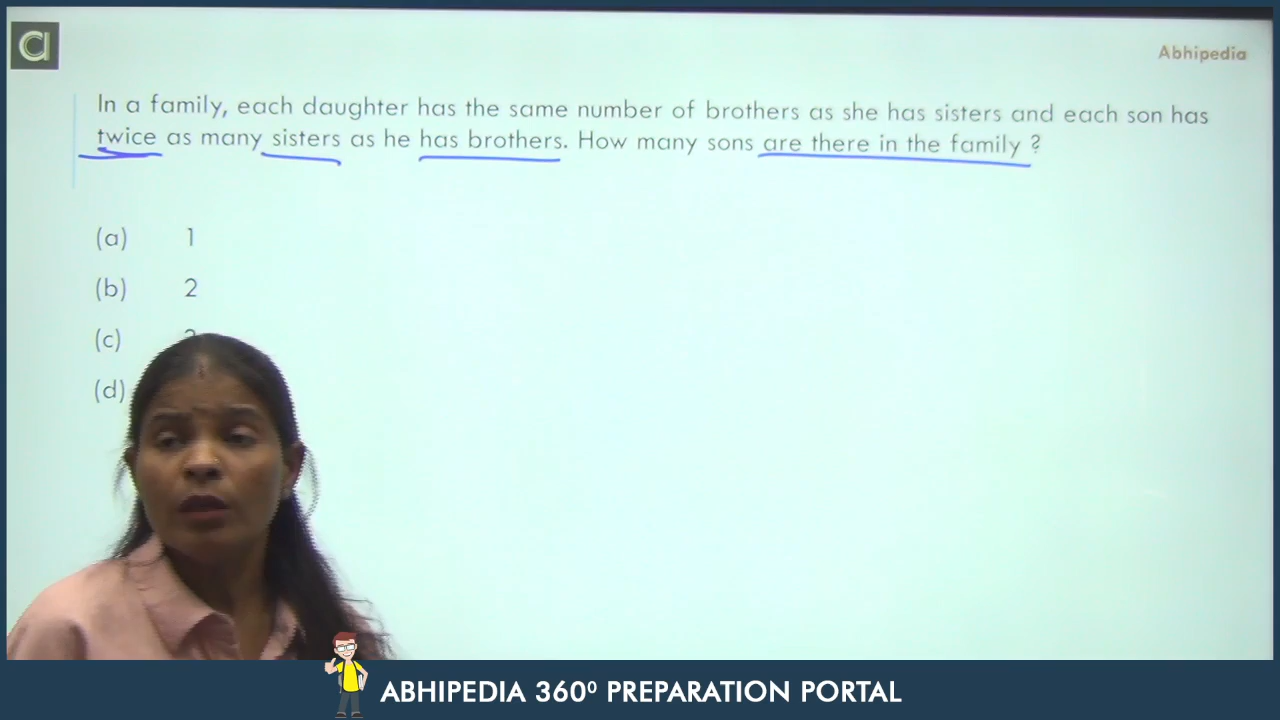 Abhipedia
In a family, each daughter has the same number of brothers as she has sisters and each son has
twice as many sisters as he has brothers. How many sons are there in the family ?
(a) 1
(b) 2
(c)
(d)
ABHIPEDIA 360⁰ PREPARATION PORTAL